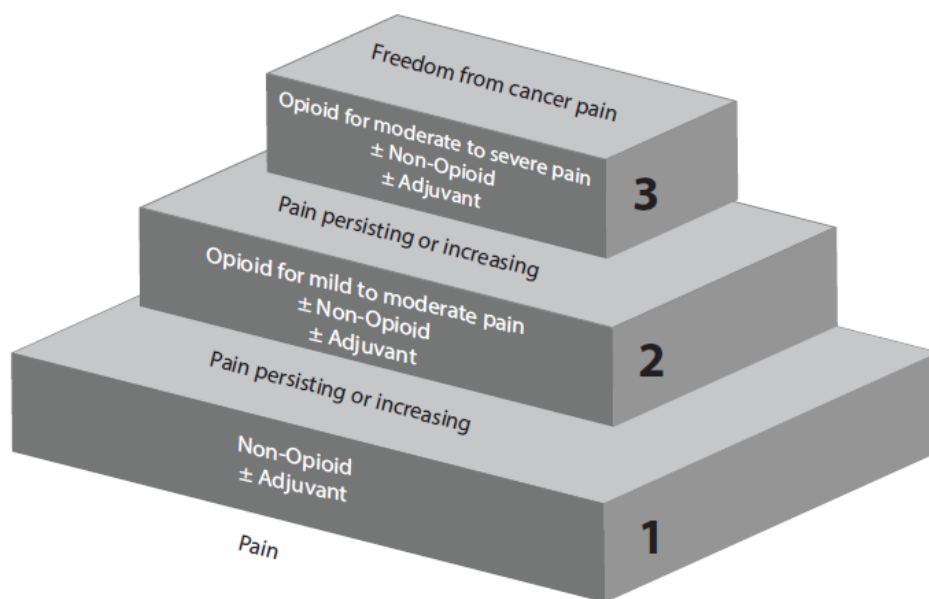 Freedom from cancer pain
Opioid for moderate to severe pain
± Non-Opioid
± Adjuvant
3
Pain persisting or increasing
Opioid for mild to moderate pain
± Non-Opioid
± Adjuvant
2
Pain persisting or increasing
Non-Opioid
± Adjuvant
1
Pain